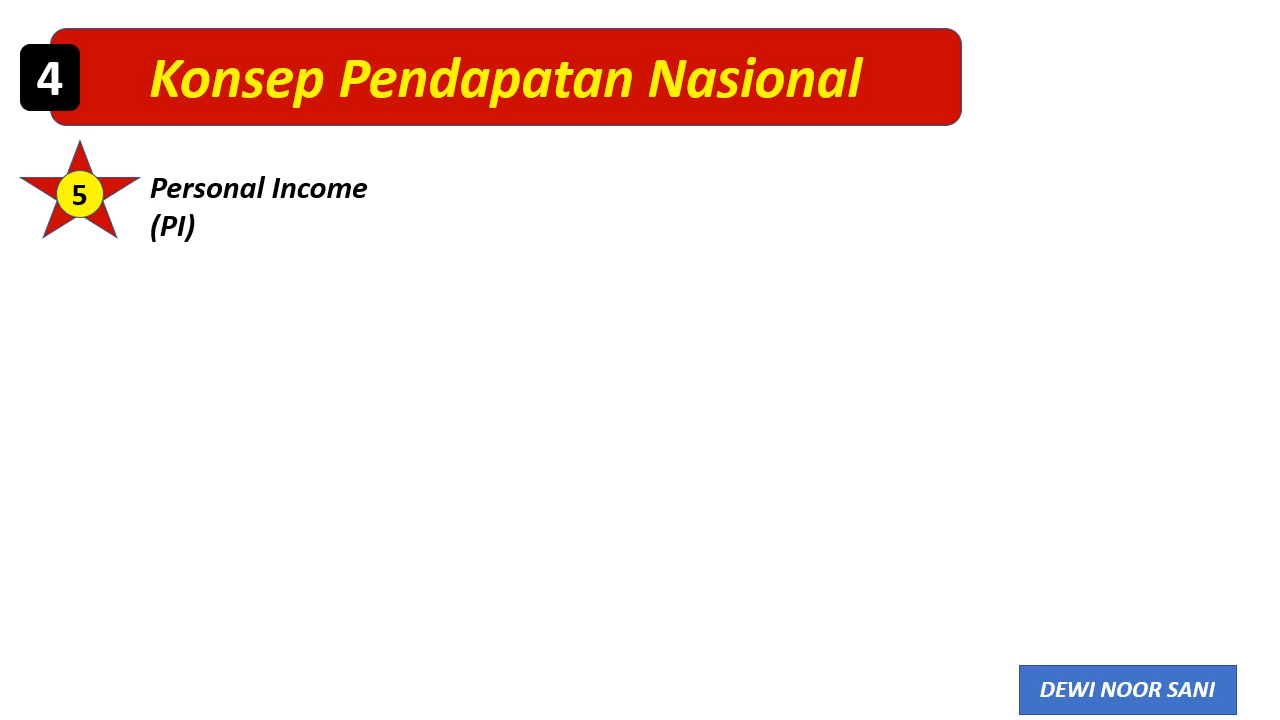 4 Konsep Pendapatan Nasional
5 Personal Income
(PI)
DEWI NOOR SANI